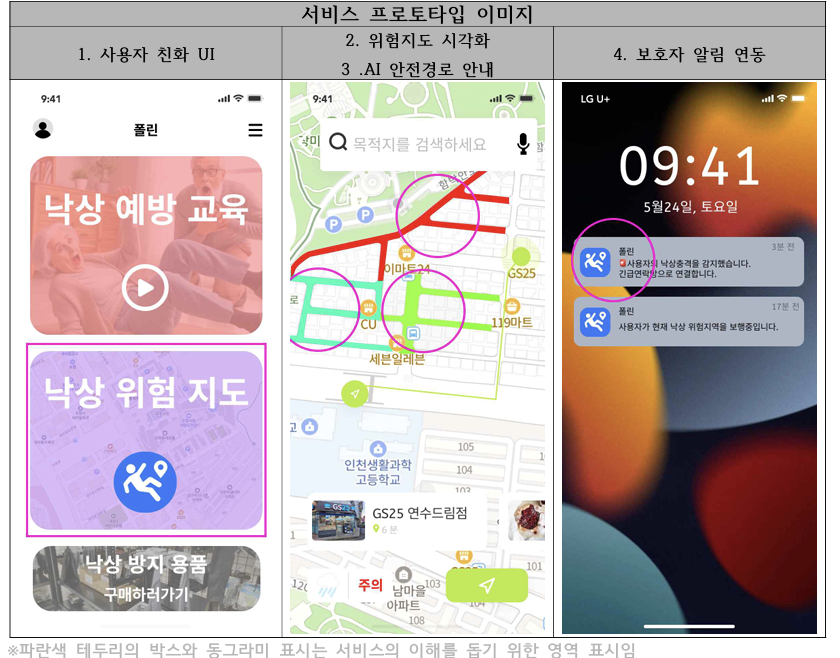 서비스 프로토타입 이미지
1. 사용자 친화 UI
2. 위험지도 시각화
3 .AI 안전경로 안내
4. 보호자 알림 연동
9:41
폴린
낙상 예방 교육
낙상 위험 지도
낙상 방지 용품
구매하러가기
9:41
목적지를 검색하세요
P
P
이마트24
GS25
로
CU
119마트
세븐일레븐
교
105
인천생활과학
고등학교
104
10
103
GS25 연수드림점
6 분
101
120
주의
103
남마을
아파트
104
108
LG U+
09:41
5월24일, 토요일
폴린
3분 전
🚨사용자의 낙상충격을 감지했습니다.
긴급연락망으로 연결합니다.
폴린
17분 전
사용자가 현재 낙상 위험지역을 보행중입니다.
※파란색 테두리의 박스와 동그라미 표시는 서비스의 이해를 돕기 위한 영역 표시임